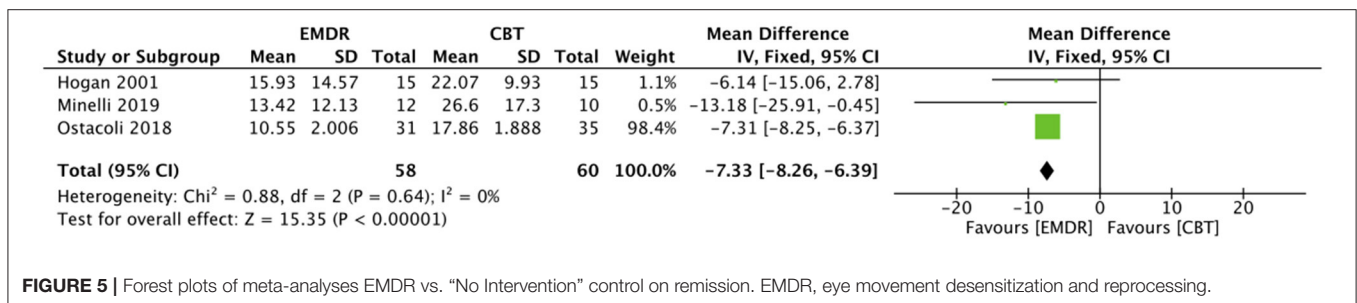 EMDR CBT Mean Difference Mean Difference
Study or Subgroup Mean SD Total Mean SD Total Weight IV, Fixed, 95% CI IV, Fixed, 95% CI
Hogan 2001 15.93 14.57 15 22.07 9.93 15 1.1% -6.14 [-15.06, 2.78]
Minelli 2019 13.42 12.13 12 26.6 17.3 10 0.5% -13.18 [-25.91, -0.45]
Ostacoli 2018 10.55 2.006 31 17.86 1.888 35 98.4% -7.31 [-8.25, -6.37]
Total (95% CI) 58 60 100.0% -7.33 [-8.26, -6.39]
Heterogeneity: Chi² = 0.88, df = 2 (P = 0.64); I² = 0%
Test for overall effect: Z = 15.35 (P < 0.00001)
-20 -10 0 10 20
Favours [EMDR] Favours [CBT]
FIGURE 5 | Forest plots of meta-analyses EMDR vs. “No Intervention” control on remission. EMDR, eye movement desensitization and reprocessing.